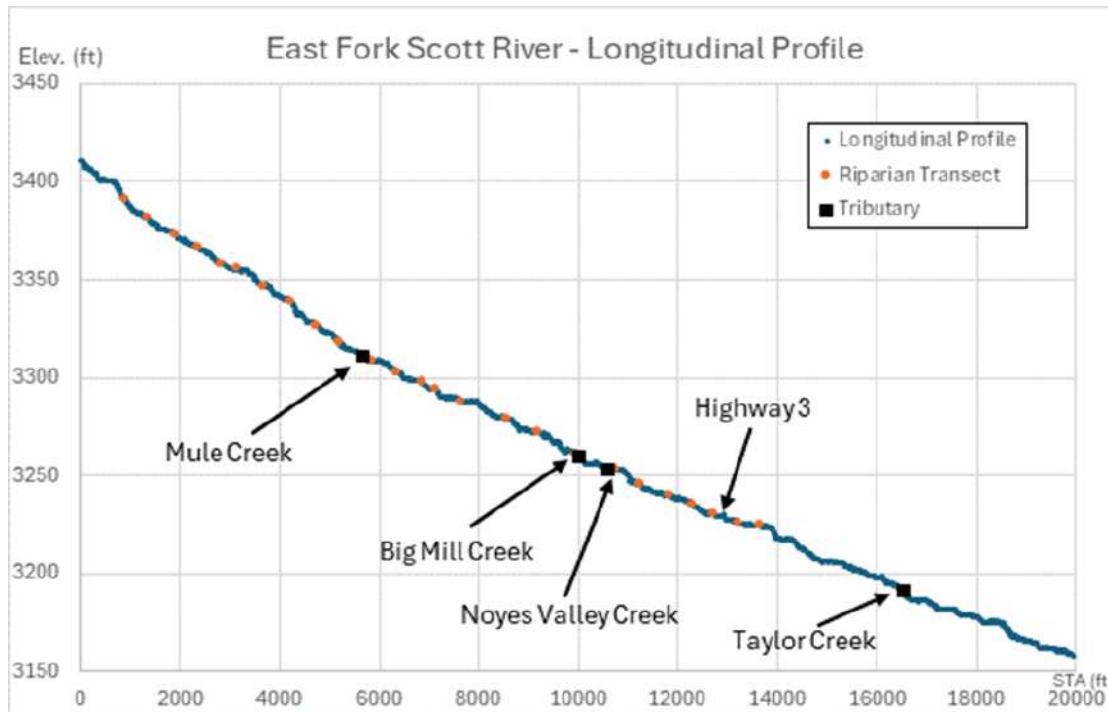 East Fork Scott River - Longitudinal Profile
Elev. (ft)
3450
3400
3350
3300
3250
3200
3150
Longitudinal Profile
Riparian Transect
Tributary
Highway 3
Mule Creek
Big Mill Creek
Noyes Valley Creek
Taylor Creek
STA (ft
0 2000 4000 6000 8000 10000 12000 14000 16000 18000 20000